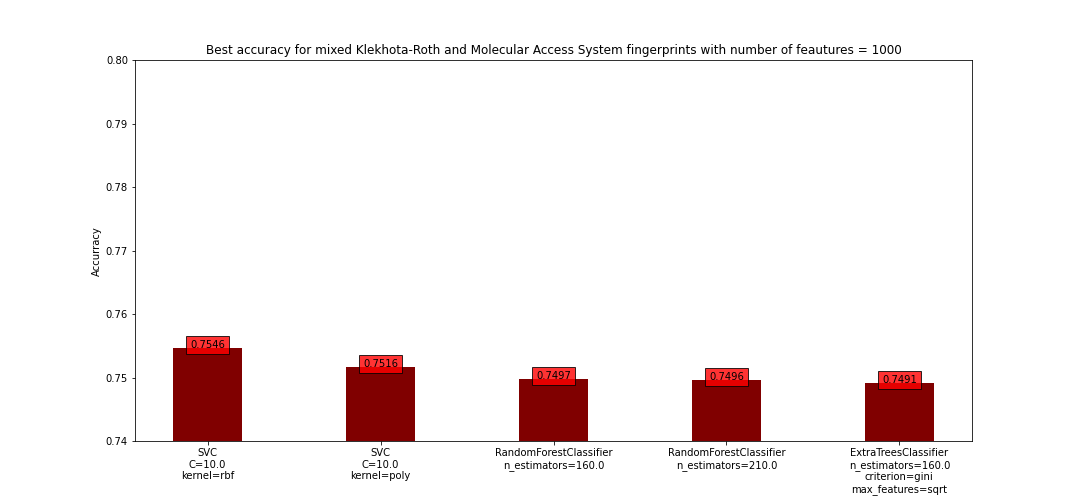 Best accuracy for mixed Klekhota-Roth and Molecular Access System fingerprints with number of feautures = 1000
0.80
0.79
0.78
0.77
0.76
0.75
0.74
Accurracy
0.7546
0.7516
0.7497
0.7496
0.7491
SVC
C=10.0
kernel=rbf
SVC
C=10.0
kernel=poly
RandomForestClassifier
n_estimators=160.0
RandomForestClassifier
n_estimators=210.0
ExtraTreesClassifier
n_estimators=160.0
criterion=gini
max_features=sqrt